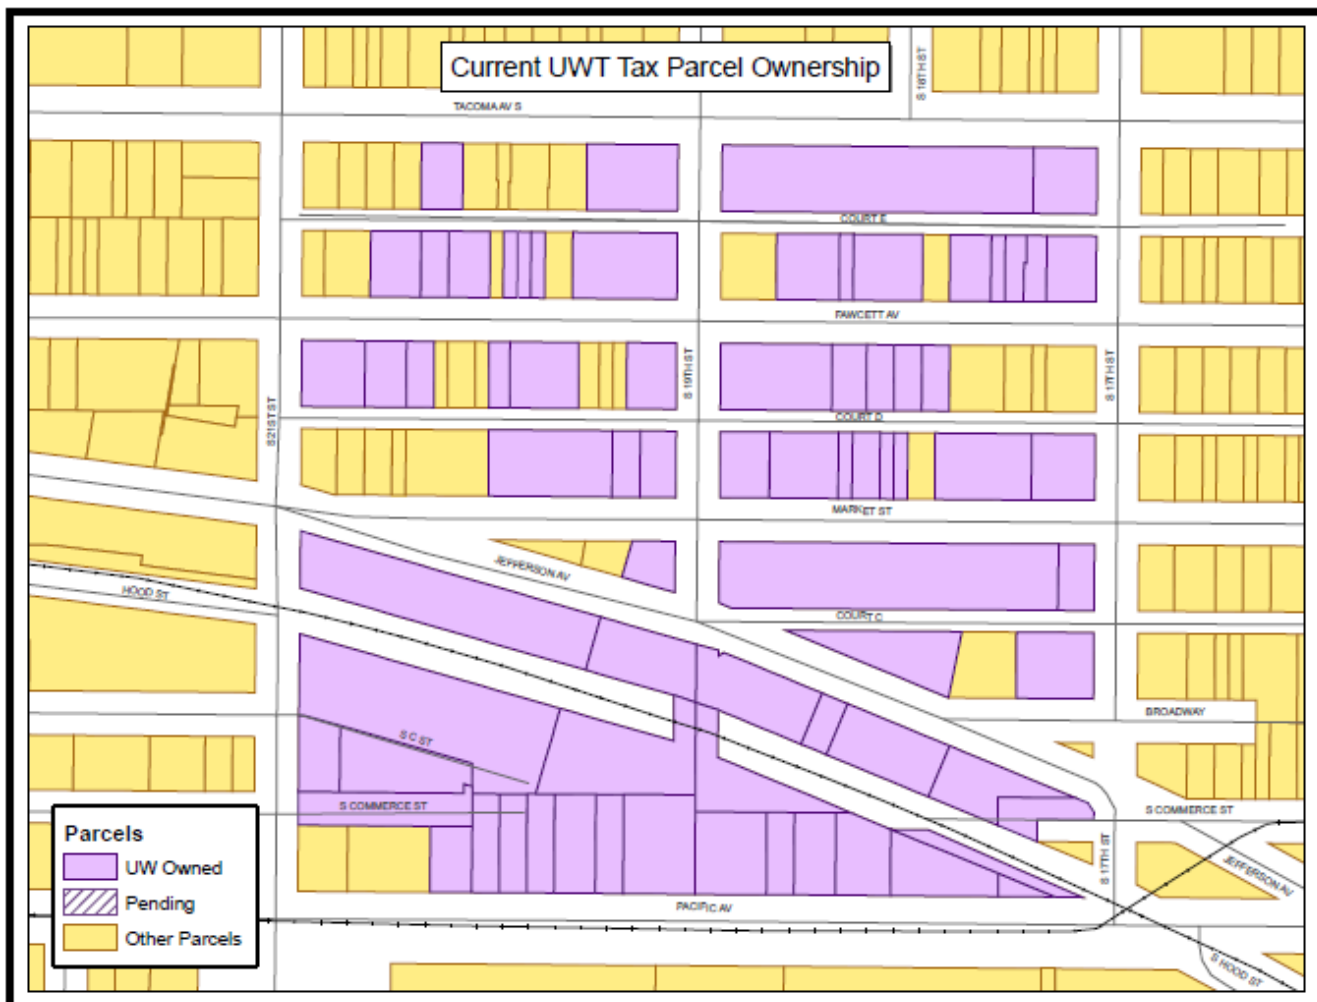 Current UWT Tax Parcel Ownership
S 18TH ST
TACOMA AV S
COURT E
FAWCETT AV
S 19TH ST
S 17TH ST
S 21ST ST
COURT D
MARKET ST
JEFFERSON AV
HOOD ST
COURT C
BROADWAY
S C ST
S COMMERCE ST
S COMMERCE ST
S 17TH ST
JEFFERSON AV
PACIFIC AV
S HOOD ST
Parcels
UW Owned
Pending
Other Parcels